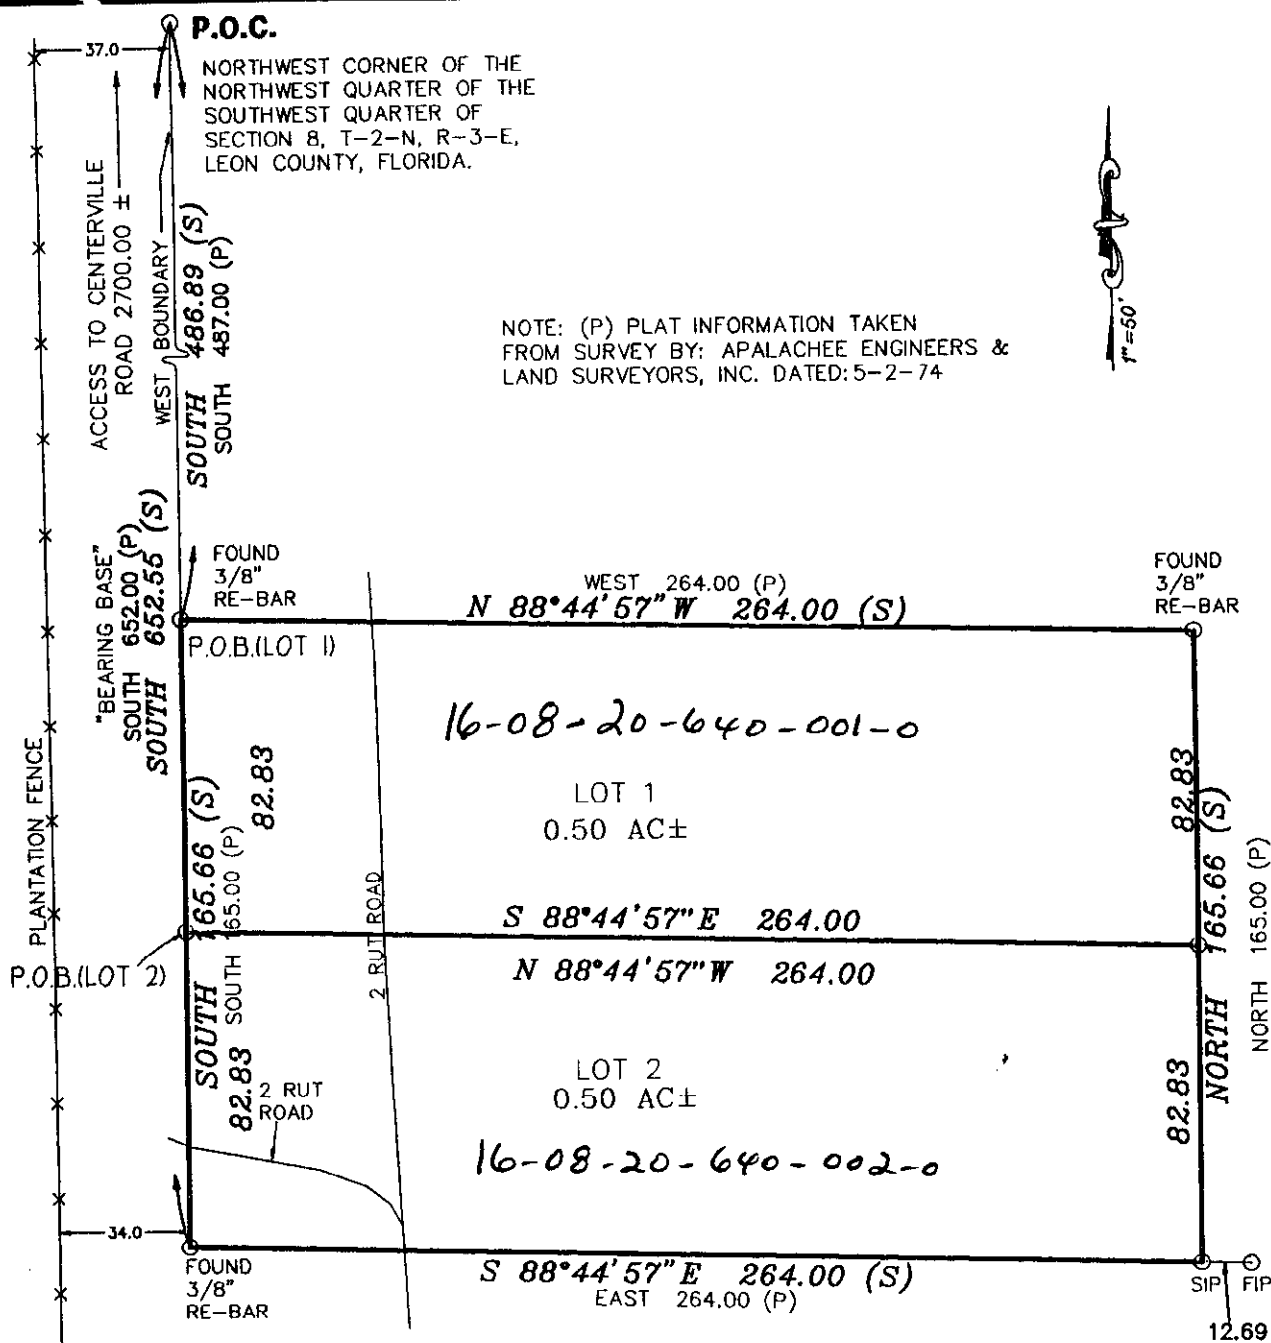 P.O.C.
37.0
NORTHWEST CORNER OF THE
NORTHWEST QUARTER OF THE
SOUTHWEST QUARTER OF
SECTION 8, T-2-N, R-3-E,
LEON COUNTY, FLORIDA.
ACCESS TO CENTERVILLE
ROAD 2700.00 ±
WEST BOUNDARY
SOUTH 486.89 (S)
SOUTH 487.00 (P)
1"=50'
NOTE: (P) PLAT INFORMATION TAKEN
FROM SURVEY BY: APALACHEE ENGINEERS &
LAND SURVEYORS, INC. DATED: 5-2-74
"BEARING BASE"
SOUTH 652.00 (P)
SOUTH 652.55 (S)
FOUND
3/8"
RE-BAR
WEST 264.00 (P)
N 88°44'57" W 264.00 (S)
FOUND
3/8"
RE-BAR
P.O.B.(LOT 1)
16-08-20-640-001-0
LOT 1
0.50 AC±
82.83
82.83
PLANTATION FENCE
SOUTH 165.66 (S)
SOUTH 165.00 (P)
2 RUT ROAD
NORTH 165.66 (S)
NORTH 165.00 (P)
S 88°44'57" E 264.00
P.O.B.(LOT 2)
N 88°44'57" W 264.00
LOT 2
0.50 AC±
82.83
82.83
2 RUT
ROAD
16-08-20-640-002-0
34.0
FOUND
3/8"
RE-BAR
S 88°44'57" E 264.00 (S)
EAST 264.00 (P)
SIP
FIP
12.69